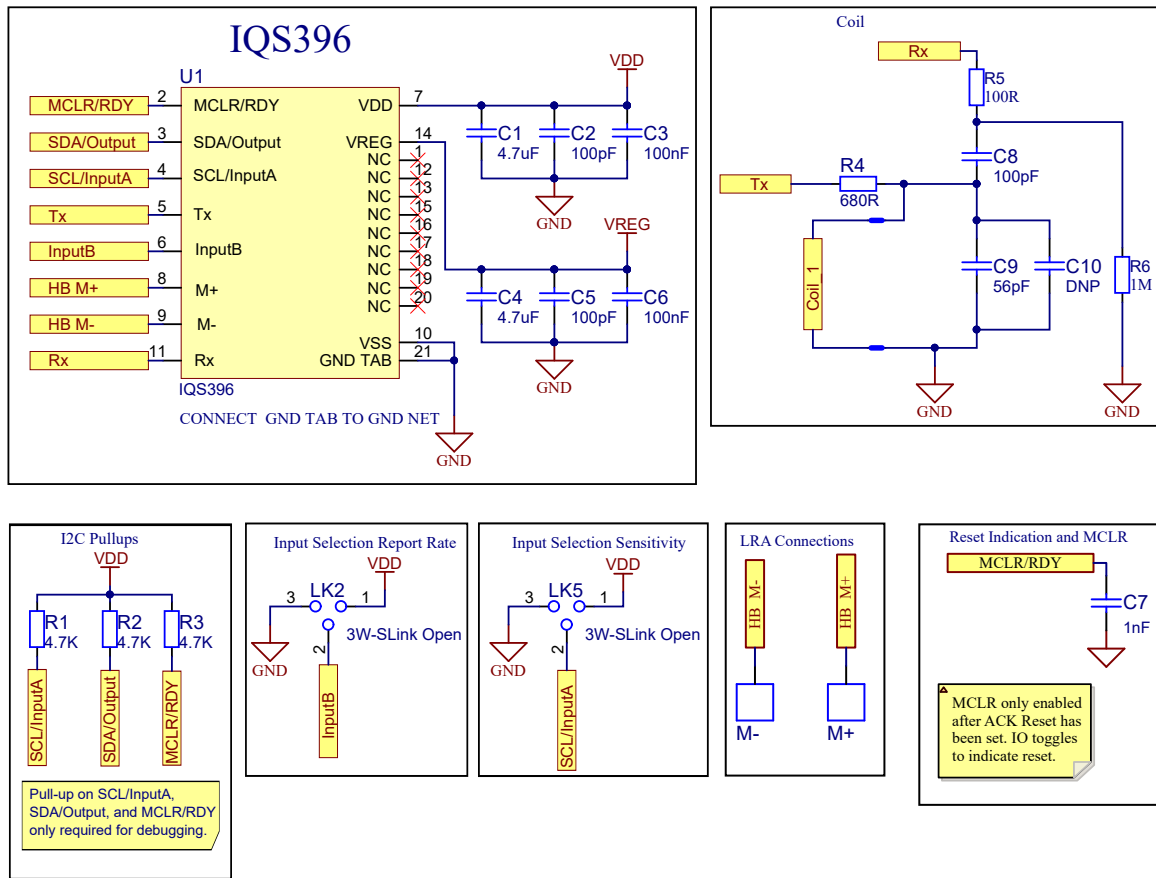 IQS396
U1
MCLR/RDY 2 MCLR/RDY
SDA/Output 3 SDA/Output
SCL/InputA 4 SCL/InputA
Tx 5 Tx
InputB 6 InputB
HB M+ 8 M+
HB M- 9 M-
Rx 11 Rx
VDD 7
VREG 14
NC 1
NC 12
NC 13
NC 15
NC 16
NC 17
NC 18
NC 19
NC 20
VSS 10
GND TAB 21
IQS396
CONNECT GND TAB TO GND NET
GND
VDD
C1 4.7uF
C2 100pF
C3 100nF
GND
VREG
C4 4.7uF
C5 100pF
C6 100nF
GND
Coil
Rx
R5
100R
C8
100pF
Tx
R4
680R
Coil_1
C9
56pF
C10
DNP
R6
1M
GND
GND
I2C Pullups
VDD
R1 R2 R3
4.7K 4.7K 4.7K
SCL/InputA
SDA/Output
MCLR/RDY
Pull-up on SCL/InputA,
SDA/Output, and MCLR/RDY
only required for debugging.
Input Selection Report Rate
VDD
3 LK2 1
3W-SLink Open
2
GND
InputB
Input Selection Sensitivity
VDD
3 LK5 1
3W-SLink Open
2
GND
SCL/InputA
LRA Connections
HB M-
HB M+
M- M+
Reset Indication and MCLR
MCLR/RDY
C7
1nF
MCLR only enabled
after ACK Reset has
been set. IO toggles
to indicate reset.